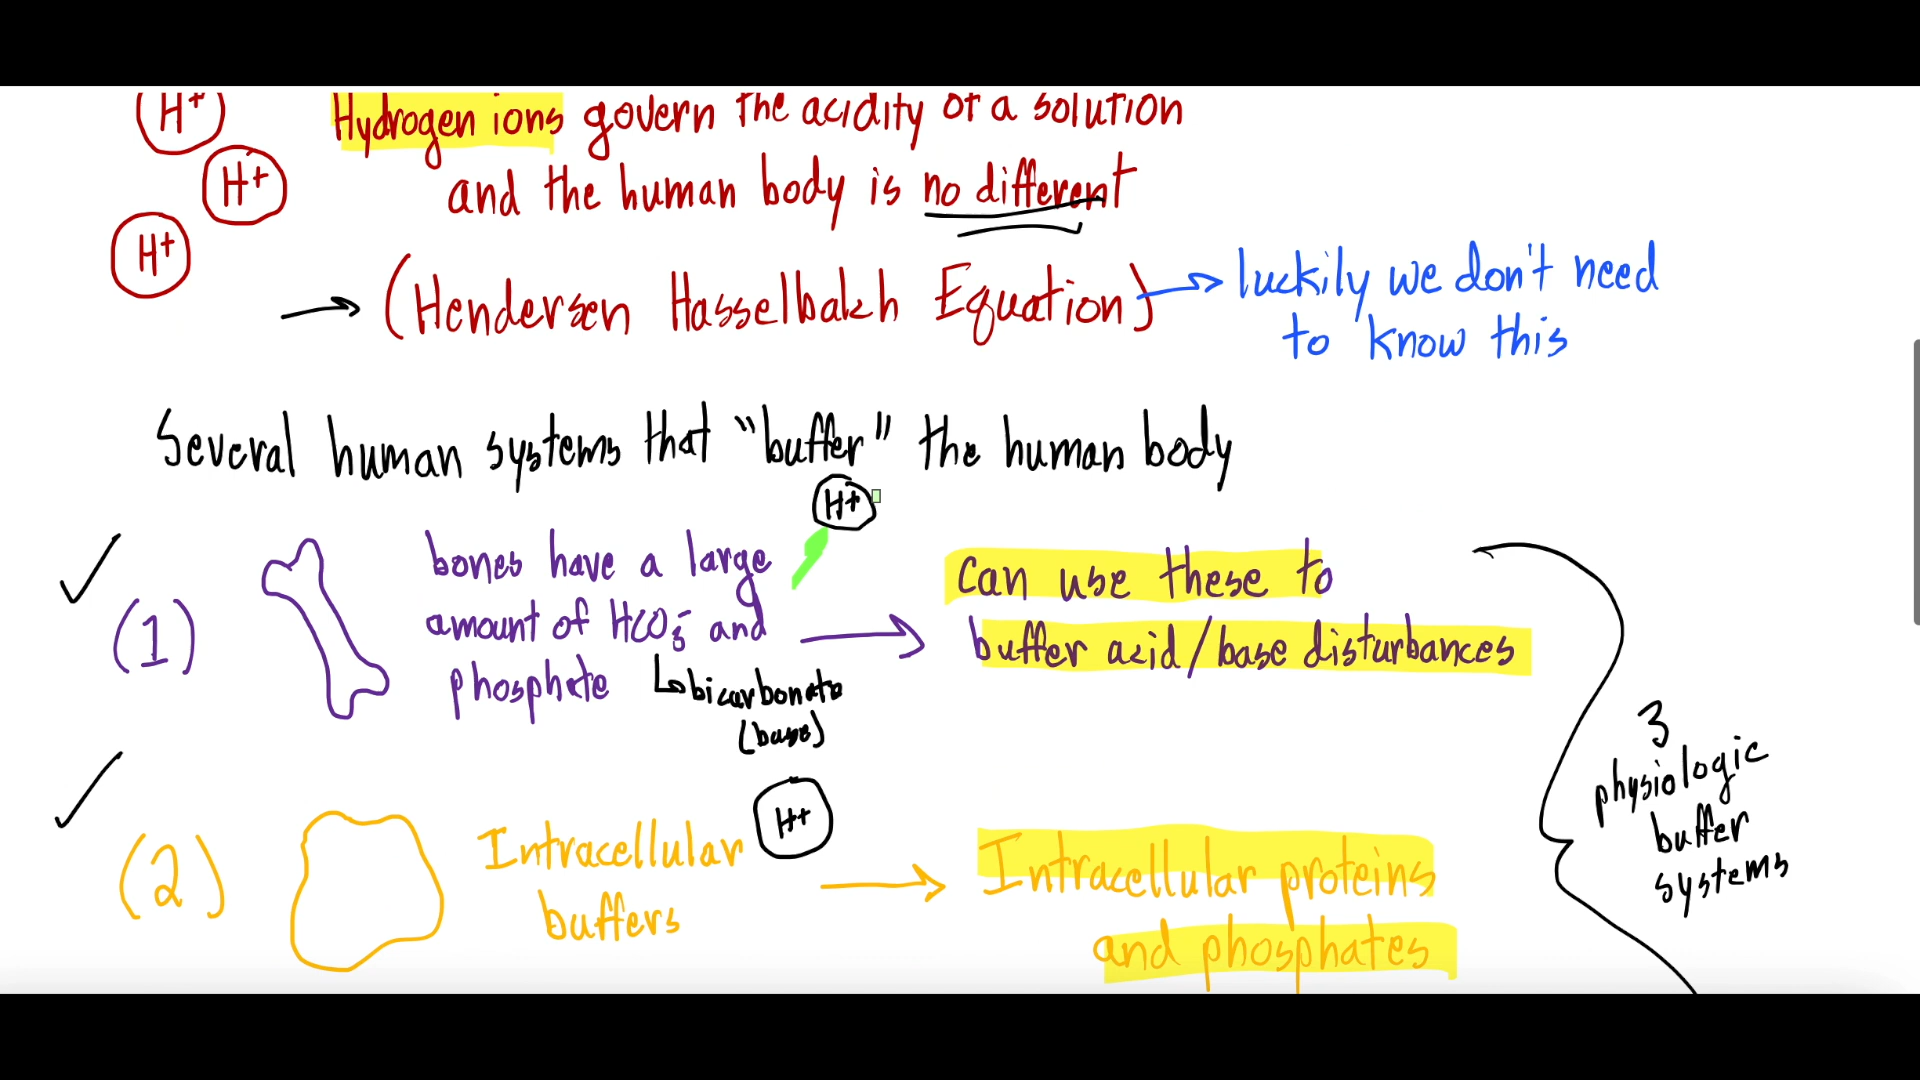 H+
Hydrogen ions govern the acidity of a solution
H+
and the human body is no different
H+
(Hendersen Hasselbalch Equation)
luckily we don't need
to know this
Several human systems that "buffer" the human body
H+
(1)
bones have a large
amount of HCO3- and
phosphate
bicarbonate
(base)
can use these to
buffer acid/base disturbances
3
physiologic
buffer
systems
(2)
Intracellular
buffers
H+
Intracellular proteins
and phosphates